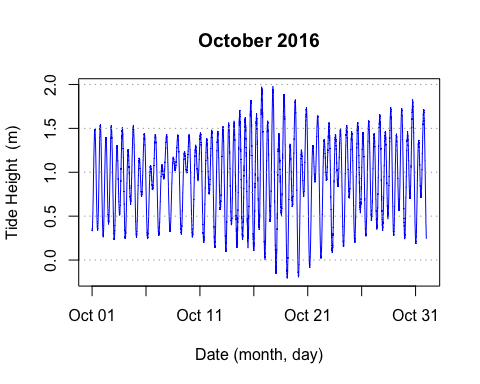 October 2016
Tide Height (m)
2.0
1.5
1.0
0.5
0.0
Oct 01 Oct 11 Oct 21 Oct 31
Date (month, day)